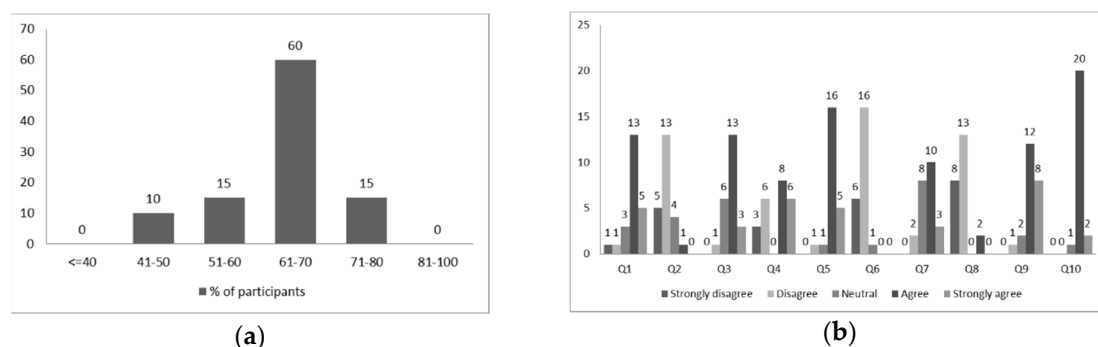 70
60
50
40
30
20
10
0
0
10
15
60
15
0
<=40 41-50 51-60 61-70 71-80 81-100
% of participants
(a)
25
20
15
10
5
0
1 1 3 13 5
5 13 4 1 0
0 1 6 13 3
3 6 0 8 6
0 1 1 16 5
6 16 1 0 0
0 2 8 10 3
8 13 0 2 0
0 1 2 12 8
0 0 1 20 2
Q1 Q2 Q3 Q4 Q5 Q6 Q7 Q8 Q9 Q10
Strongly disagree Disagree Neutral Agree Strongly agree
(b)